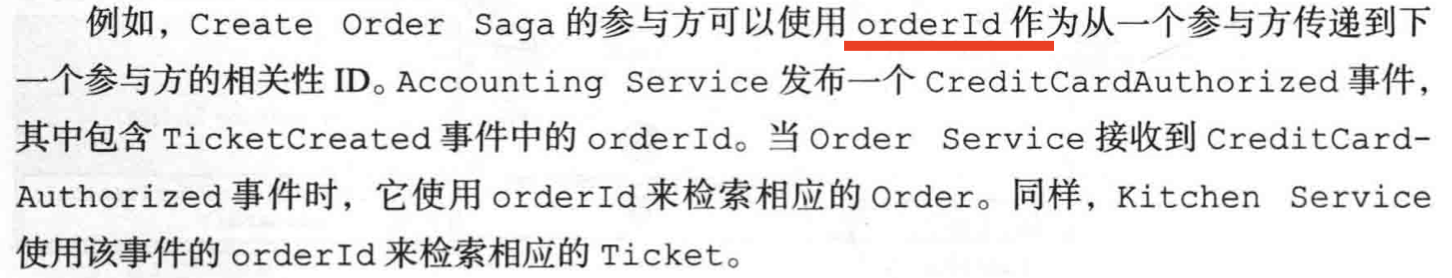 例如，Create Order Saga 的参与方可以使用 orderId 作为从一个参与方传递到下
一个参与方的相关性 ID。Accounting Service 发布一个 CreditCardAuthorized 事件，
其中包含 TicketCreated 事件中的 orderId。当 Order Service 接收到 CreditCard-
Authorized 事件时，它使用 orderId 来检索相应的 Order。同样，Kitchen Service
使用该事件的 orderId 来检索相应的 Ticket。